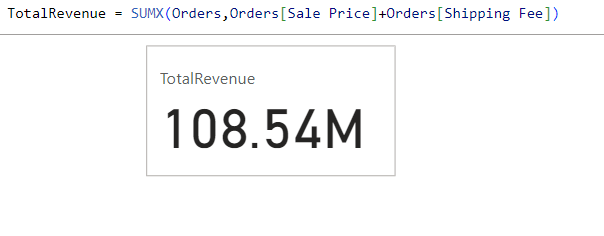 TotalRevenue = SUMX(Orders,Orders[Sale Price]+Orders[Shipping Fee])
TotalRevenue
108.54M